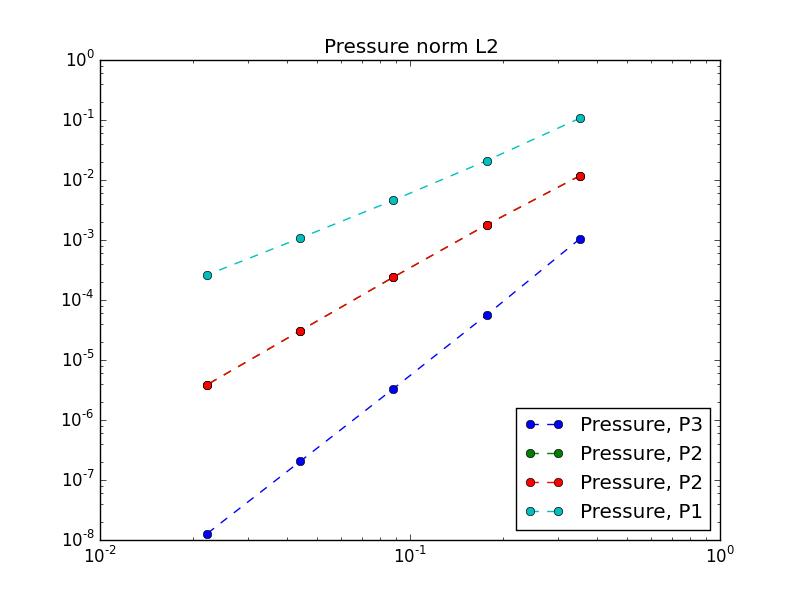 Pressure norm L2
10^0
10^-1
10^-2
10^-3
10^-4
10^-5
10^-6
10^-7
10^-8
Pressure, P3
Pressure, P2
Pressure, P2
Pressure, P1
10^-2 10^-1 10^0